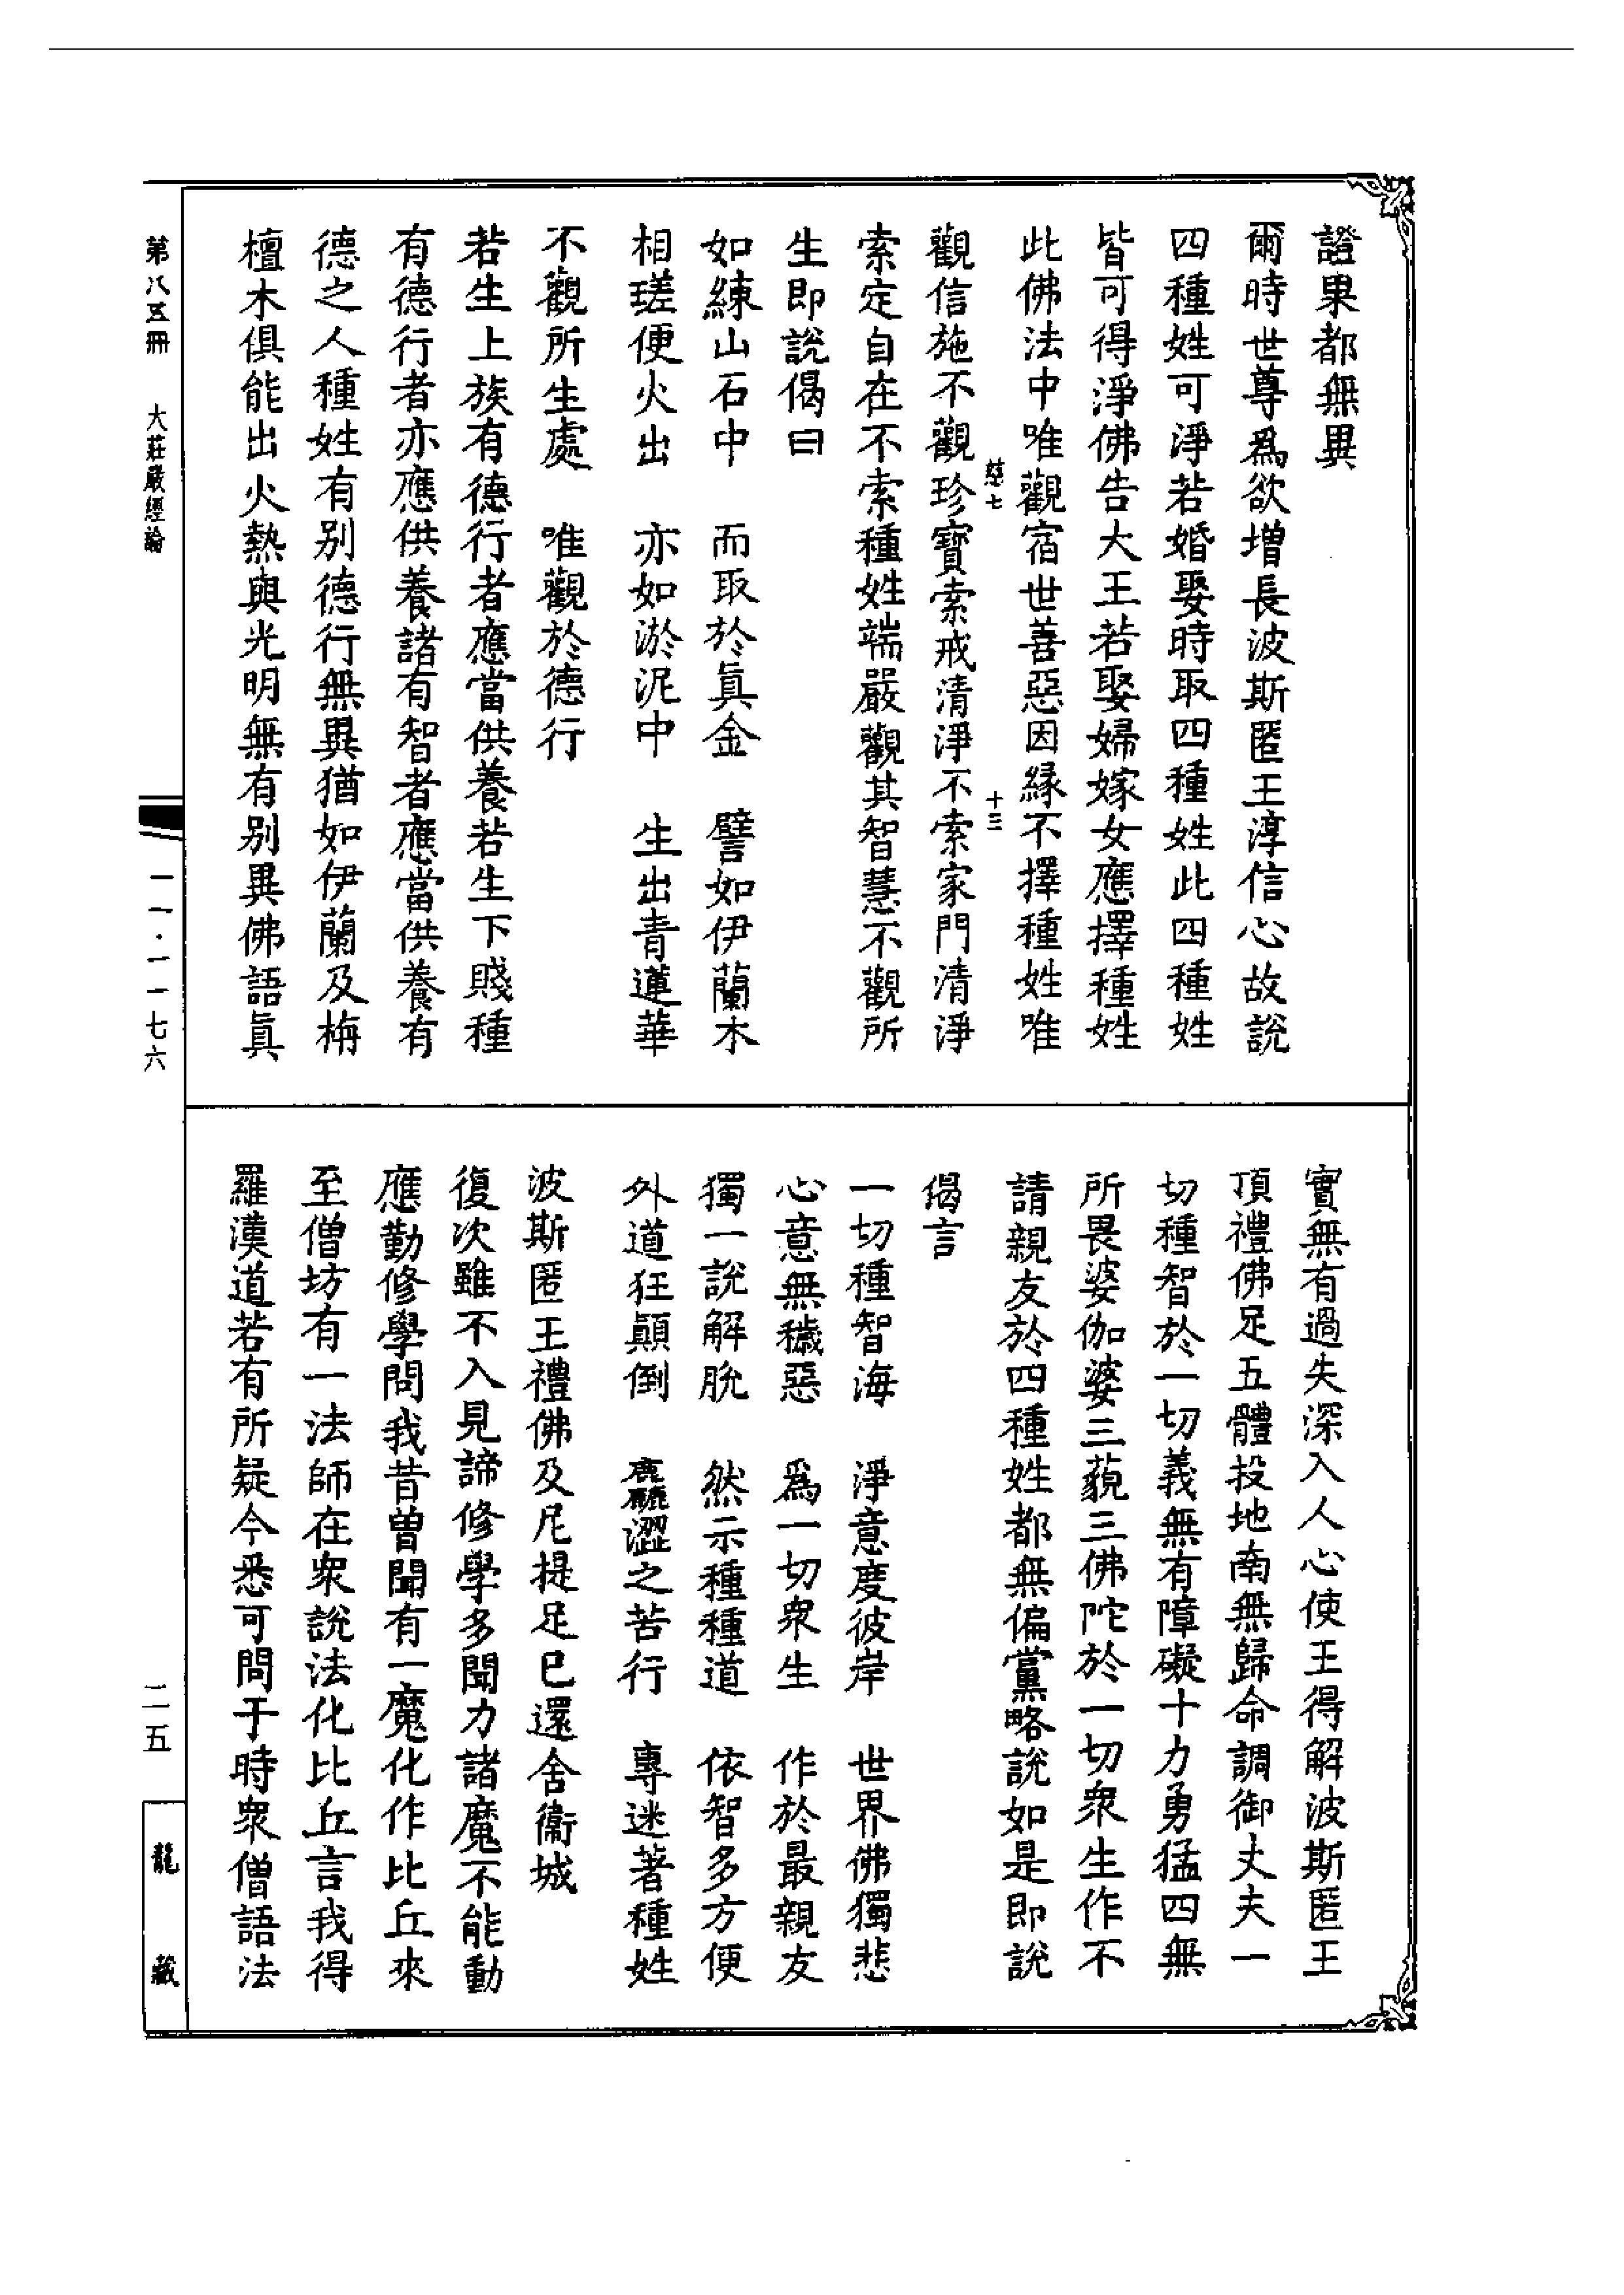 證果都無異
爾時世尊爲欲增長波斯匿王淳信心故說
四種姓可淨若婚娶時取四種姓此四種姓
皆可得淨佛告大王若娶婦嫁女應擇種姓
此佛法中唯觀宿世善惡因緣不擇種姓唯
慈七 十三
觀信施不觀珍寶索戒清淨不索家門清淨
索定自在不索種姓端嚴觀其智慧不觀所
生即說偈曰
如練山石中 而取於眞金 譬如伊蘭木
相瑳便火出 亦如淤泥中 生出青蓮華
不觀所生處 唯觀於德行
若生上族有德行者應當供養若生下賤種
有德行者亦應供養諸有智者應當供養有
德之人種姓有別德行無異猶如伊蘭及栴
檀木俱能出火熱與光明無有別異佛語眞
實無有過失深入人心使王得解波斯匿王
頂禮佛足五體投地南無歸命調御丈夫一
切種智於一切義無有障礙十力勇猛四無
所畏婆伽婆三藐三佛陀於一切衆生作不
請親友於四種姓都無偏黨略說如是即說
偈言
一切種智海 淨意度彼岸 世界佛獨悲
心意無穢惡 爲一切衆生 作於最親友
獨一說解脫 然示種種道 依智多方便
外道狂顛倒 麤澀之苦行 專迷著種姓
波斯匿王禮佛及尼提足已還舍衞城
復次雖不入見諦修學多聞力諸魔不能動
應勤修學問我昔曾聞有一魔化作比丘來
至僧坊有一法師在衆說法化比丘言我得
羅漢道若有所疑今悉可問于時衆僧語法
第八五冊 大莊嚴經論
一一·一一七六
二五
龍藏